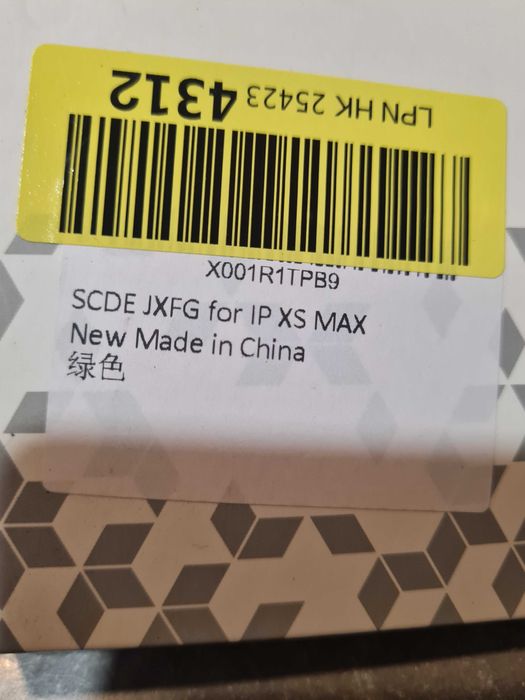 LPN HK 25423 4312
X001R1TPB9
SCDE JXFG for IP XS MAX
New Made in China
绿色